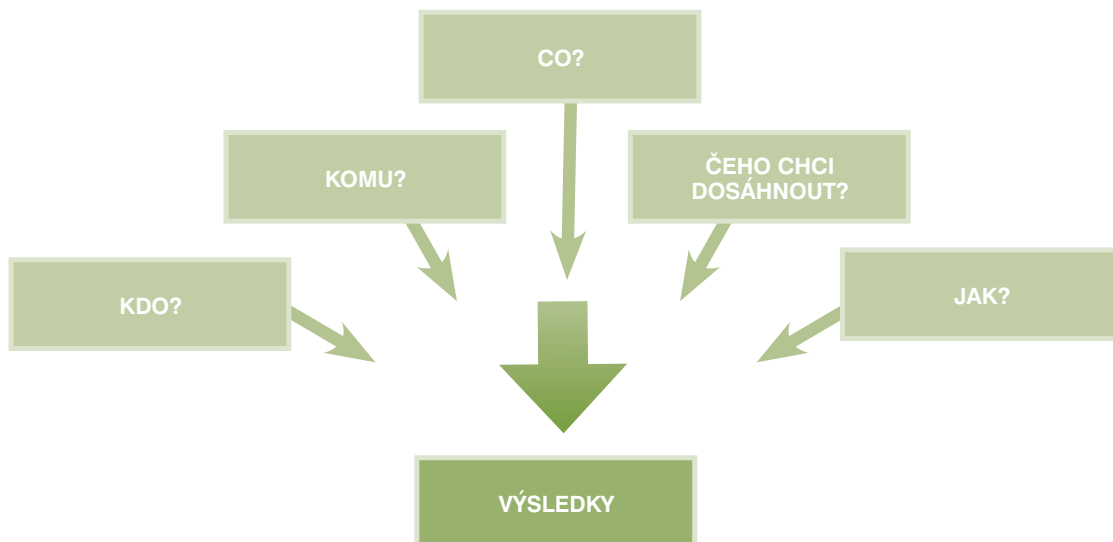 CO?
KOMU?
ČEHO CHCI
DOSÁHNOUT?
KDO?
JAK?
VÝSLEDKY